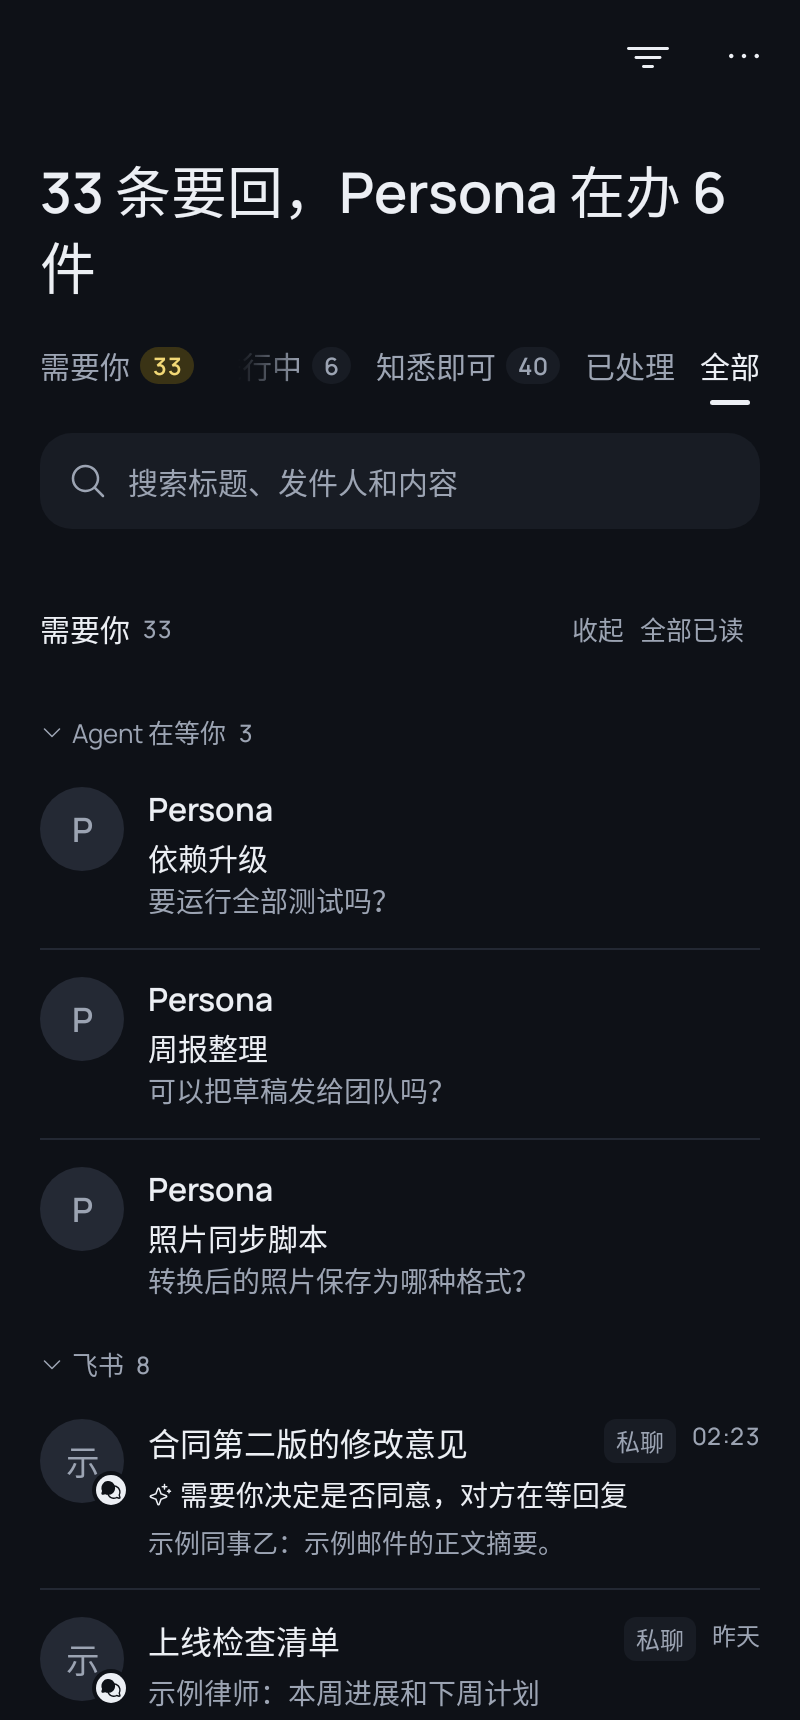 33 条要回，Persona 在办 6
件
需要你 33 行中 6 知悉即可 40 已处理 全部
搜索标题、发件人和内容
需要你 33 收起 全部已读
Agent 在等你 3
P Persona
依赖升级
要运行全部测试吗？
P Persona
周报整理
可以把草稿发给团队吗？
P Persona
照片同步脚本
转换后的照片保存为哪种格式？
飞书 8
示 合同第二版的修改意见 私聊 02:23
需要你决定是否同意，对方在等回复
示例同事乙：示例邮件的正文摘要。
示 上线检查清单 私聊 昨天
示例律师：本周进展和下周计划